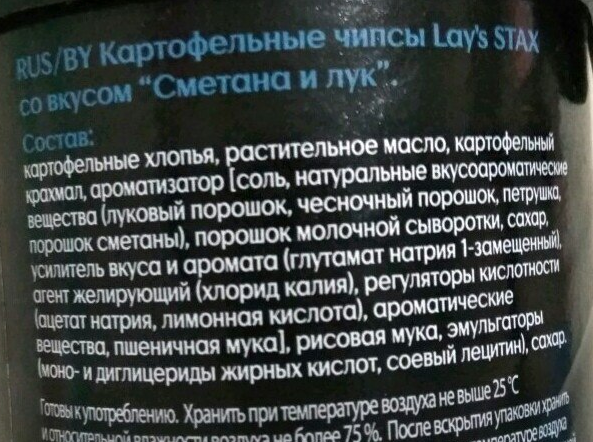 RUS/BY Картофельные чипсы Lay's STAX
со вкусом “Сметана и лук”.
Состав:
картофельные хлопья, растительное масло, картофельный
крахмал, ароматизатор [соль, натуральные вкусоароматические
вещества (луковый порошок, чесночный порошок, петрушка,
порошок сметаны), порошок молочной сыворотки, сахар,
усилитель вкуса и аромата (глутамат натрия 1-замещенный),
агент желирующий (хлорид калия), регуляторы кислотности
(ацетат натрия, лимонная кислота), ароматические
вещества, пшеничная мука], рисовая мука, эмульгаторы
(моно- и диглицериды жирных кислот, соевый лецитин), сахар.
Готовы к употреблению. Хранить при температуре воздуха не выше 25°C
и относительной влажности воздуха не более 75 %. После вскрытия упаковки хранить
температуре воздуха